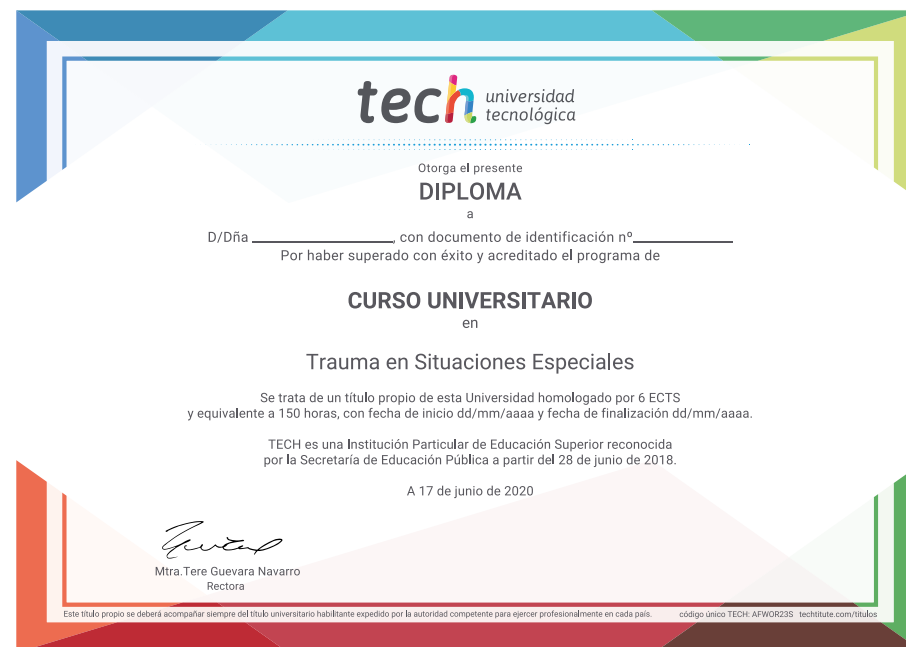 tech universidad
tecnológica
Otorga el presente
DIPLOMA
a
D/Dña ____________________, con documento de identificación nº______________
Por haber superado con éxito y acreditado el programa de
CURSO UNIVERSITARIO
en
Trauma en Situaciones Especiales
Se trata de un título propio de esta Universidad homologado por 6 ECTS
y equivalente a 150 horas, con fecha de inicio dd/mm/aaaa y fecha de finalización dd/mm/aaaa.
TECH es una Institución Particular de Educación Superior reconocida
por la Secretaría de Educación Pública a partir del 28 de junio de 2018.
A 17 de junio de 2020
Mtra.Tere Guevara Navarro
Rectora
Este título propio se deberá acompañar siempre del título universitario habilitante expedido por la autoridad competente para ejercer profesionalmente en cada país. código único TECH: AFWOR23S techtitute.com/títulos